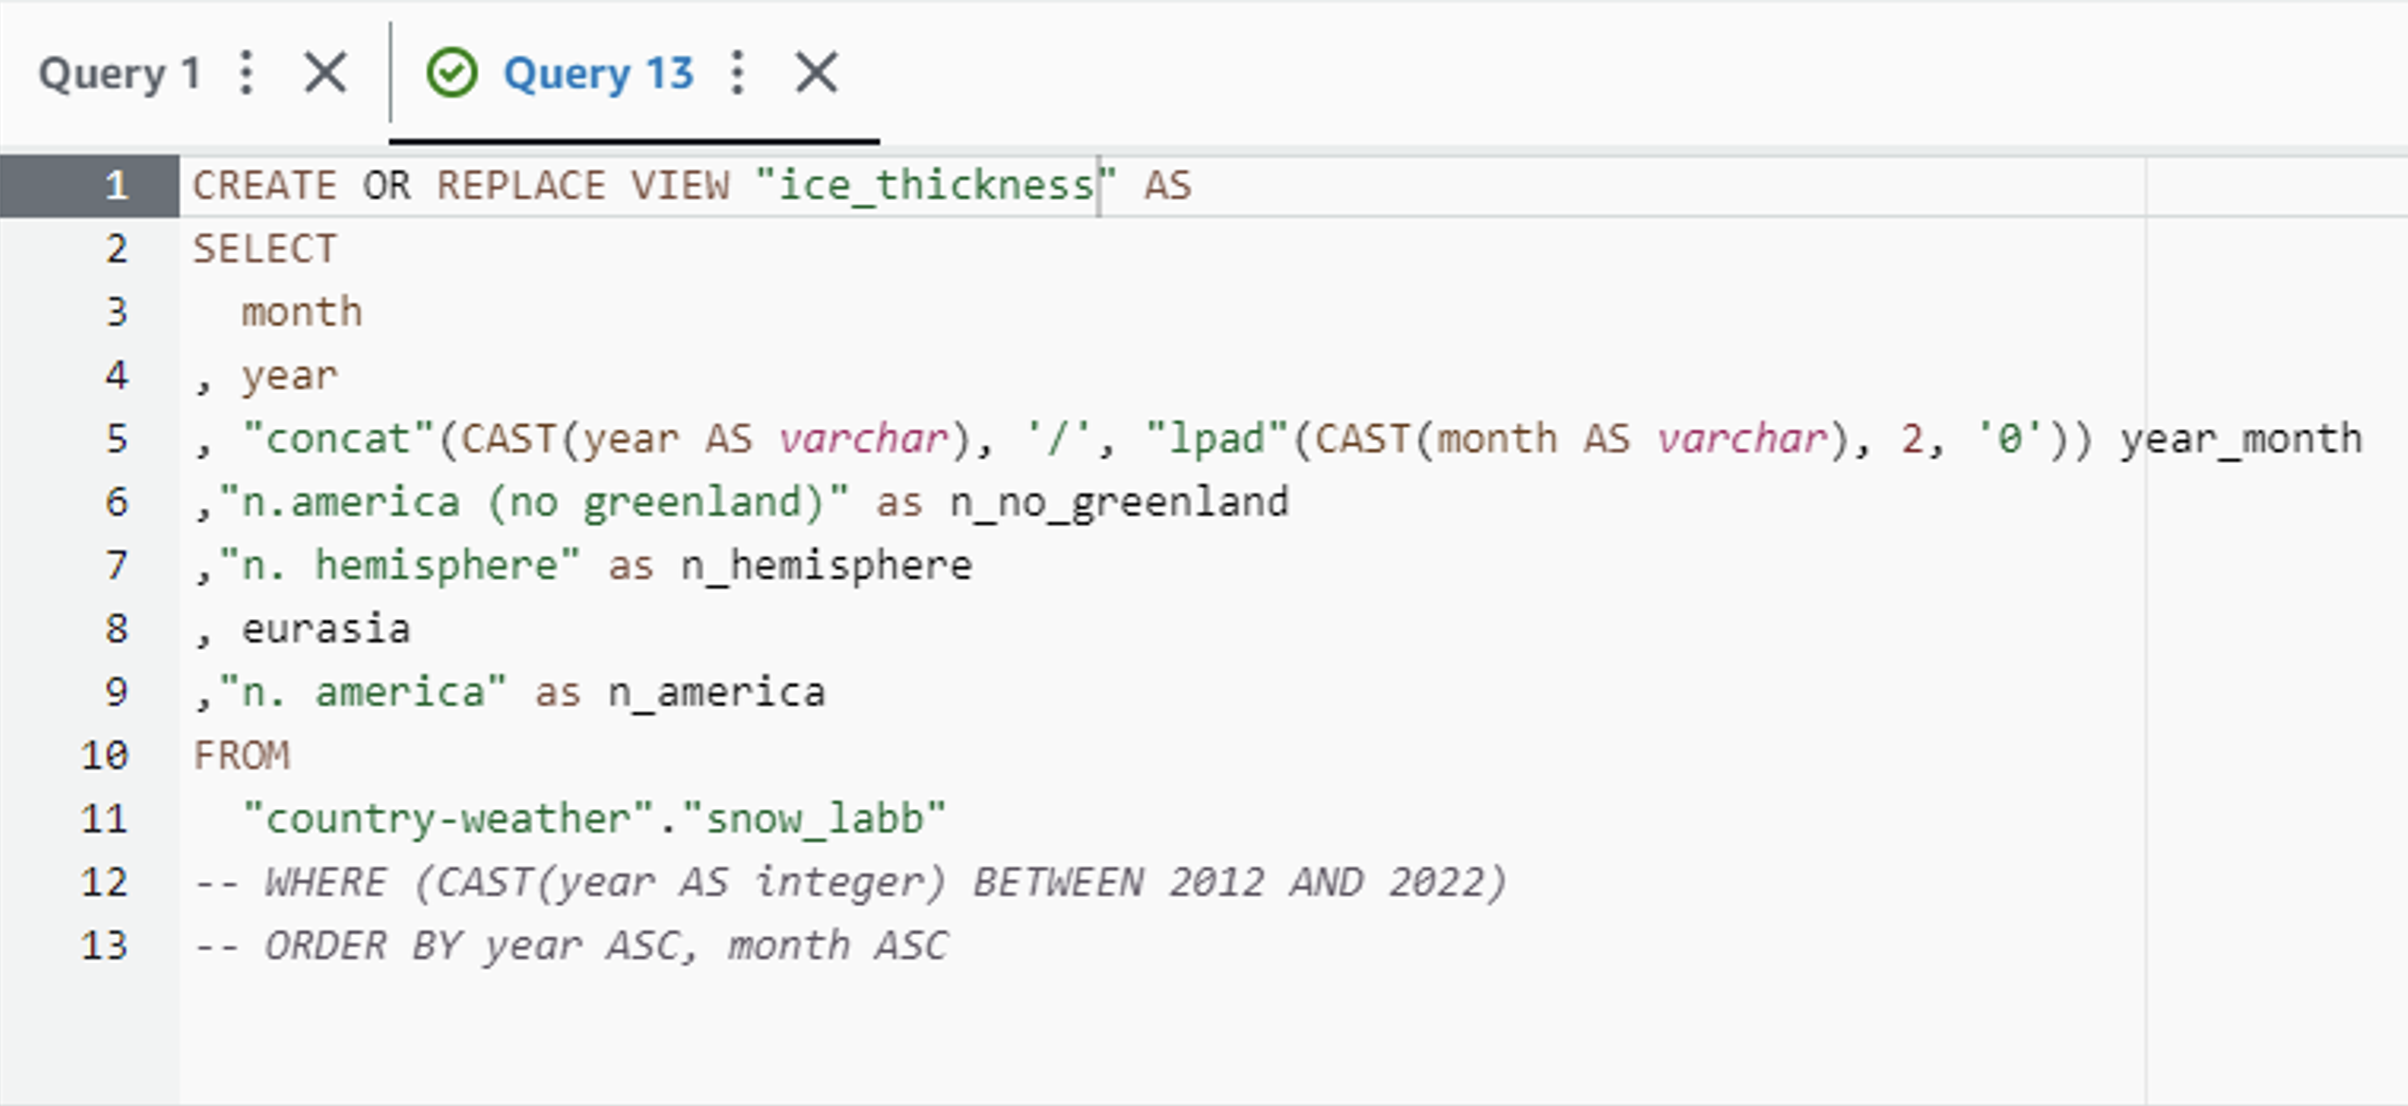 Query 1 Query 13
1 CREATE OR REPLACE VIEW "ice_thickness" AS
2 SELECT
3 month
4 , year
5 , "concat"(CAST(year AS varchar), '/', "lpad"(CAST(month AS varchar), 2, '0')) year_month
6 ,"n.america (no greenland)" as n_no_greenland
7 ,"n. hemisphere" as n_hemisphere
8 , eurasia
9 ,"n. america" as n_america
10 FROM
11 "country-weather"."snow_labb"
12 -- WHERE (CAST(year AS integer) BETWEEN 2012 AND 2022)
13 -- ORDER BY year ASC, month ASC